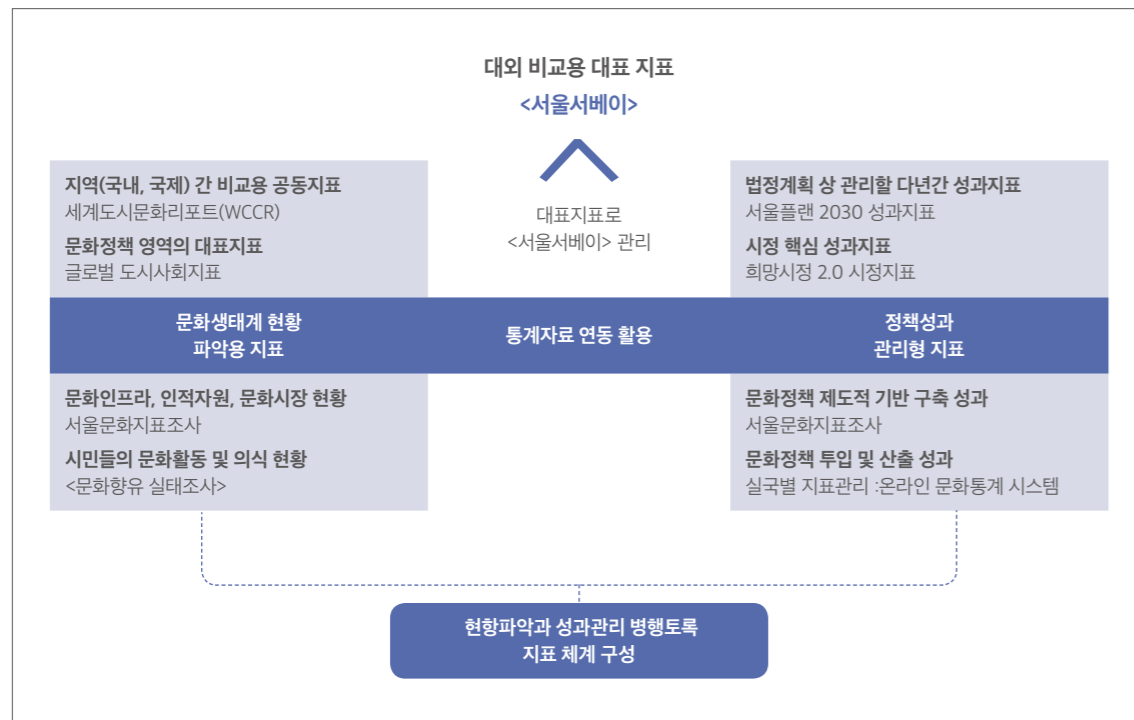 대외 비교용 대표 지표
<서울서베이>
지역(국내, 국제) 간 비교용 공동지표
세계도시문화리포트(WCCR)
문화정책 영역의 대표지표
글로벌 도시사회지표
대표지표로
<서울서베이> 관리
법정계획 상 관리할 다년간 성과지표
서울플랜 2030 성과지표
시정 핵심 성과지표
희망시정 2.0 시정지표
문화생태계 현황
파악용 지표
통계자료 연동 활용
정책성과
관리형 지표
문화인프라, 인적자원, 문화시장 현황
서울문화지표조사
시민들의 문화활동 및 의식 현황
<문화향유 실태조사>
문화정책 제도적 기반 구축 성과
서울문화지표조사
문화정책 투입 및 산출 성과
실국별 지표관리 :온라인 문화통계 시스템
현항파악과 성과관리 병행토록
지표 체계 구성